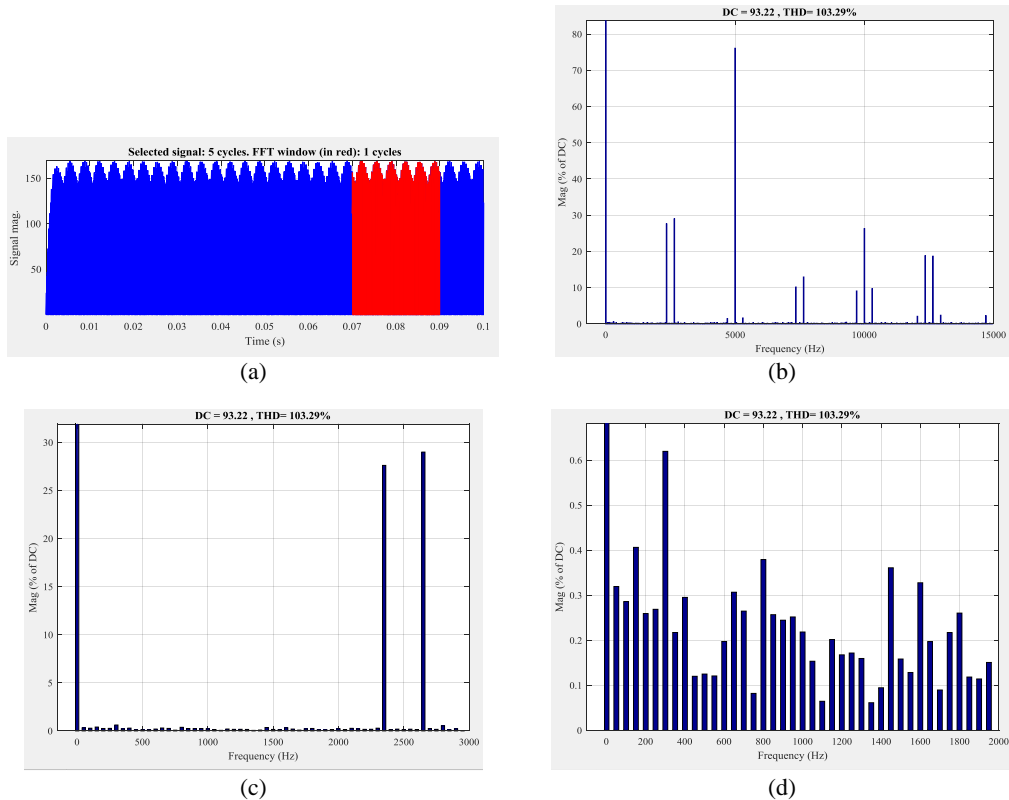 Selected signal: 5 cycles. FFT window (in red): 1 cycles
150
100
50
Signal mag.
0 0.01 0.02 0.03 0.04 0.05 0.06 0.07 0.08 0.09 0.1
Time (s)
(a)
DC = 93.22 , THD= 103.29%
80
70
60
50
40
30
20
10
0
Mag (% of DC)
0 5000 10000 15000
Frequency (Hz)
(b)
DC = 93.22 , THD= 103.29%
30
25
20
15
10
5
0
Mag (% of DC)
0 500 1000 1500 2000 2500 3000
Frequency (Hz)
(c)
DC = 93.22 , THD= 103.29%
0.6
0.5
0.4
0.3
0.2
0.1
0
Mag (% of DC)
0 200 400 600 800 1000 1200 1400 1600 1800 2000
Frequency (Hz)
(d)